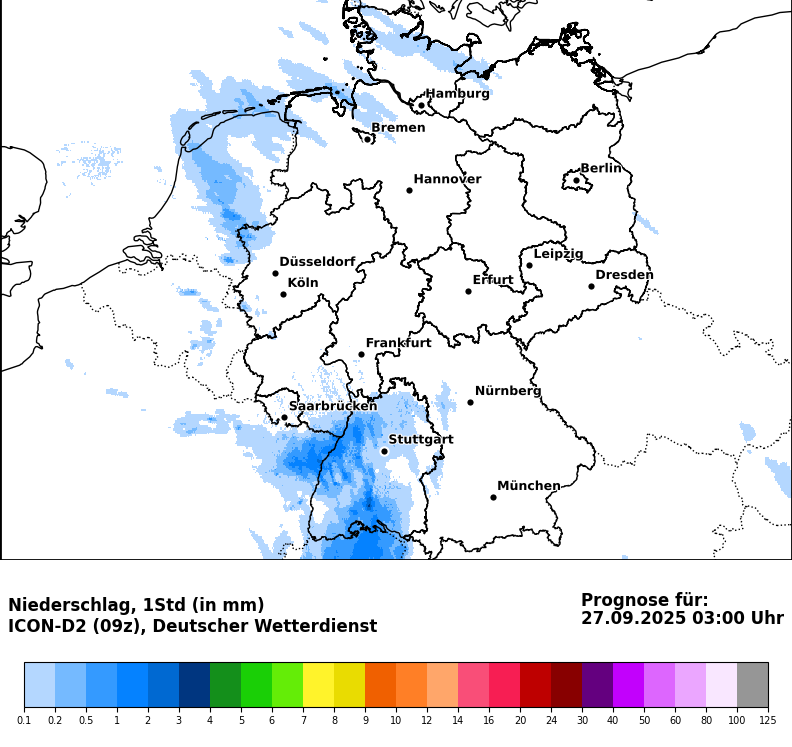 Hamburg
Bremen
Berlin
Hannover
Leipzig
Düsseldorf
Dresden
Köln
Erfurt
Frankfurt
Nürnberg
Saarbrücken
Stuttgart
München
Niederschlag, 1Std (in mm)
ICON-D2 (09z), Deutscher Wetterdienst
Prognose für:
27.09.2025 03:00 Uhr
0.1 0.2 0.5 1 2 3 4 5 6 7 8 9 10 12 14 16 20 24 30 40 50 60 80 100 125